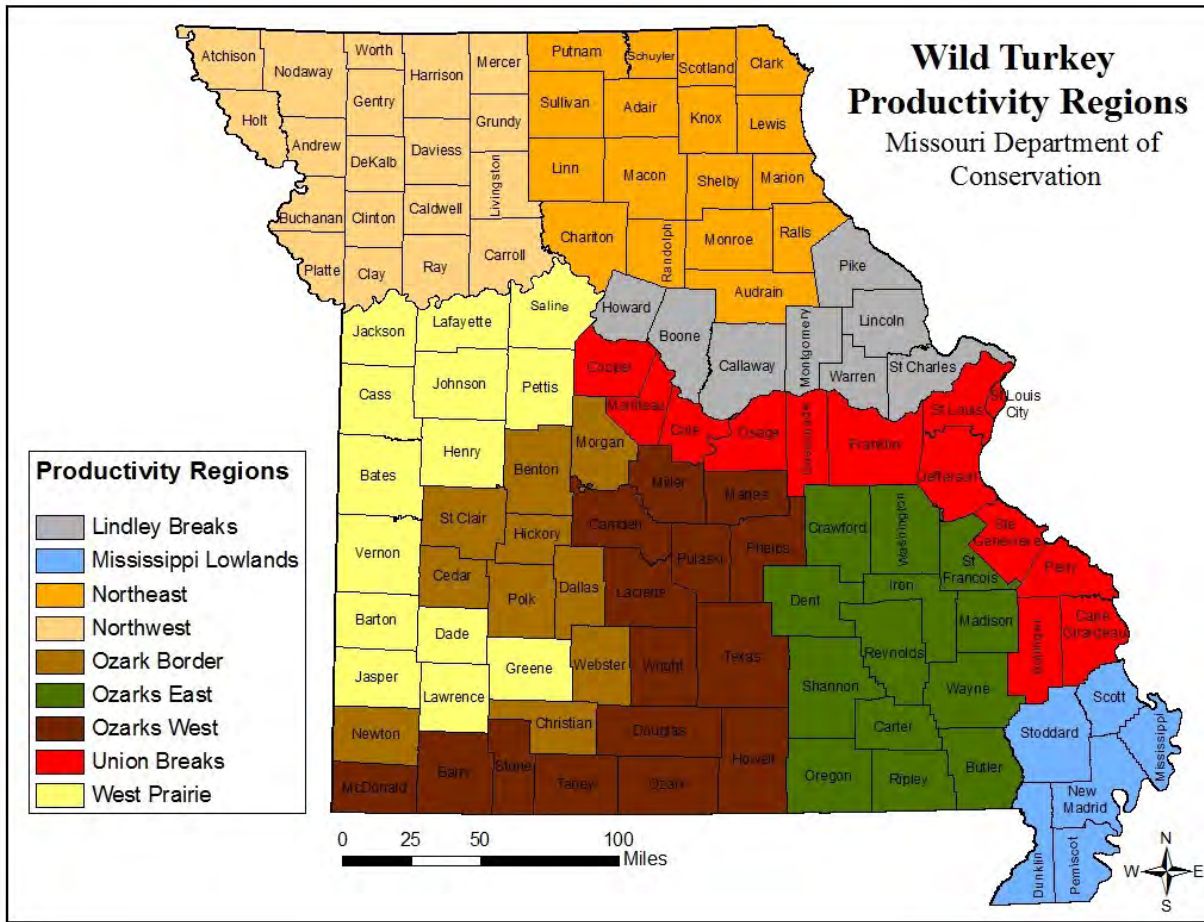 Wild Turkey
Productivity Regions
Missouri Department of
Conservation
Atchison
Nodaway
Worth
Harrison
Mercer
Putnam
Schuyler
Scotland
Clark
Holt
Gentry
Grundy
Sullivan
Adair
Knox
Lewis
Andrew
DeKalb
Daviess
Livingston
Linn
Macon
Shelby
Marion
Buchanan
Clinton
Caldwell
Platte
Clay
Ray
Carroll
Chariton
Randolph
Monroe
Ralls
Audrain
Pike
Jackson
Lafayette
Saline
Howard
Boone
Callaway
Montgomery
Lincoln
Warren
St Charles
Cass
Johnson
Pettis
Cooper
Moniteau
Cole
Osage
Gasconade
Franklin
St Louis
St Louis
City
Jefferson
Bates
Henry
Benton
Morgan
Miller
Maries
Vernon
St Clair
Hickory
Camden
Pulaski
Phelps
Crawford
Washington
Ste
Genevieve
St
Francois
Perry
Cedar
Polk
Dallas
Laclede
Dent
Iron
Madison
Bollinger
Cape
Girardeau
Barton
Dade
Greene
Webster
Wright
Texas
Reynolds
Shannon
Wayne
Jasper
Lawrence
Christian
Douglas
Howell
Carter
Newton
McDonald
Barry
Stone
Taney
Ozark
Oregon
Ripley
Butler
Stoddard
Scott
Mississippi
New
Madrid
Dunklin
Pemiscot
Productivity Regions
Lindley Breaks
Mississippi Lowlands
Northeast
Northwest
Ozark Border
Ozarks East
Ozarks West
Union Breaks
West Prairie
0 25 50 100
Miles
N
W E
S